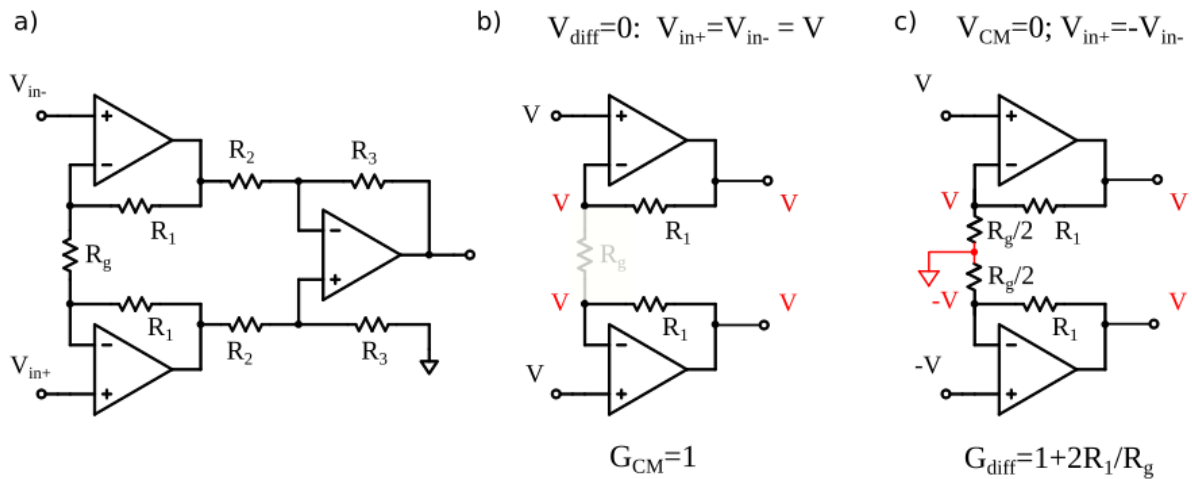 a)
V_in-
+
−
R_1
R_g
R_1
−
+
V_in+
R_2
R_3
−
+
R_2
R_3
b)
V_diff=0: V_in+=V_in- = V
V
+
−
V
V
R_1
R_g
V
V
R_1
−
+
V
G_CM=1
c)
V_CM=0; V_in+=-V_in-
V
+
−
V
V
R_1
R_g/2
R_g/2
-V
V
R_1
−
+
-V
G_diff=1+2R_1/R_g